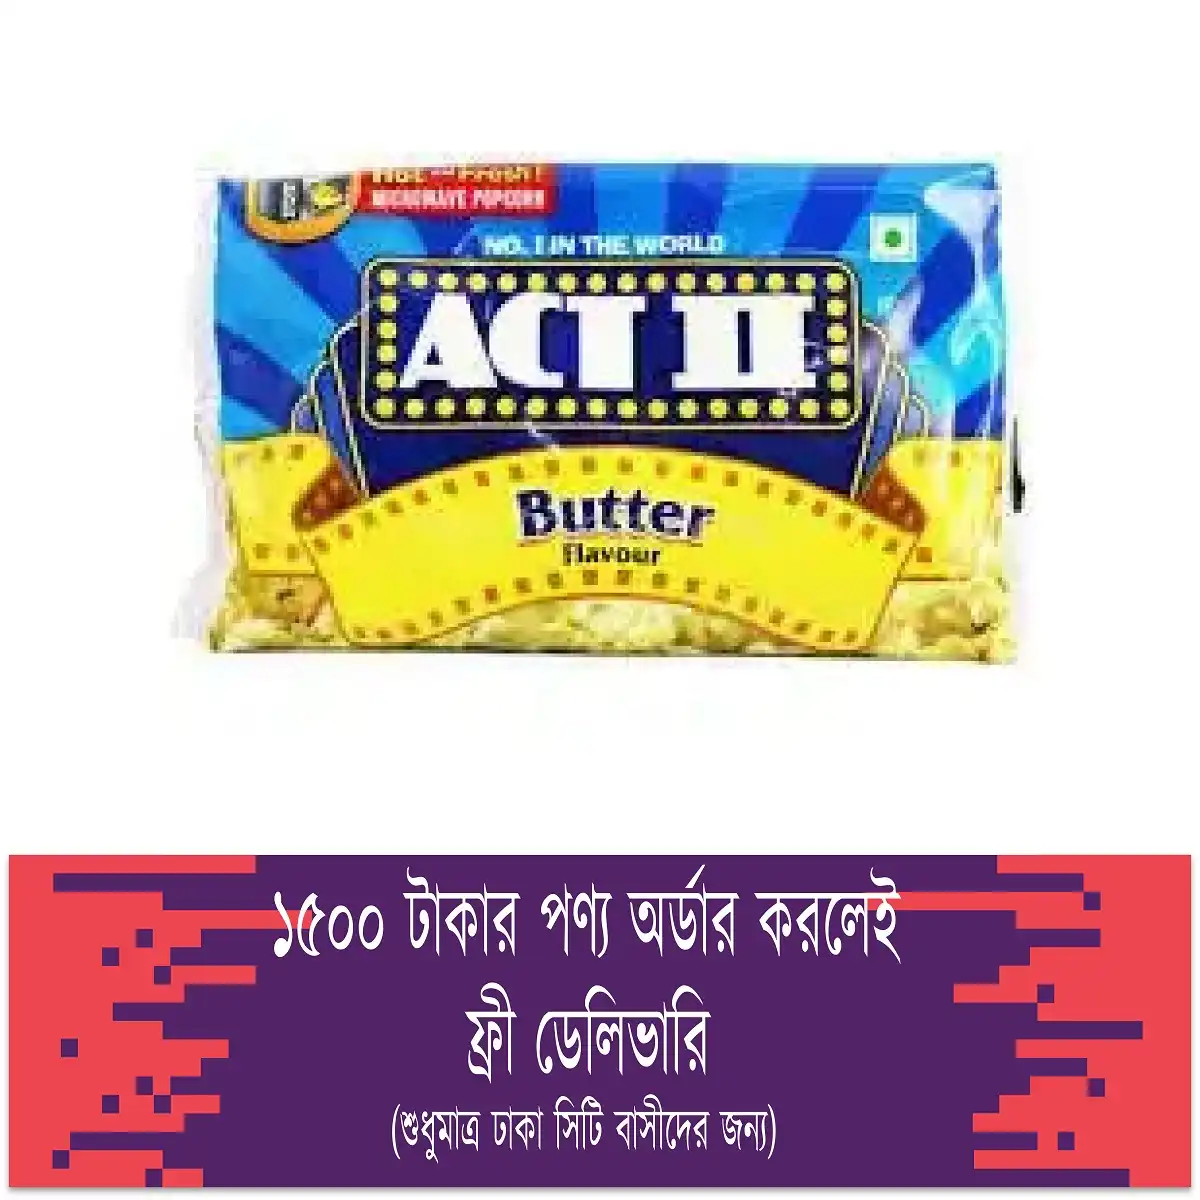 MICROWAVE POPCORN
NO. 1 IN THE WORLD
ACT II
Butter
flavour
১৫০০ টাকার পণ্য অর্ডার করলেই
ফ্রী ডেলিভারি
(শুধুমাত্র ঢাকা সিটি বাসীদের জন্য)